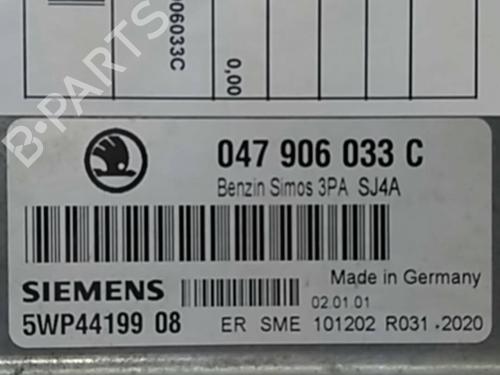 06033C
0,00
B-PARTS
047 906 033 C
Benzin Simos 3PA SJ4A
SIEMENS
Made in Germany
02.01.01
5WP44199 08
ER SME 101202 R031 .2020